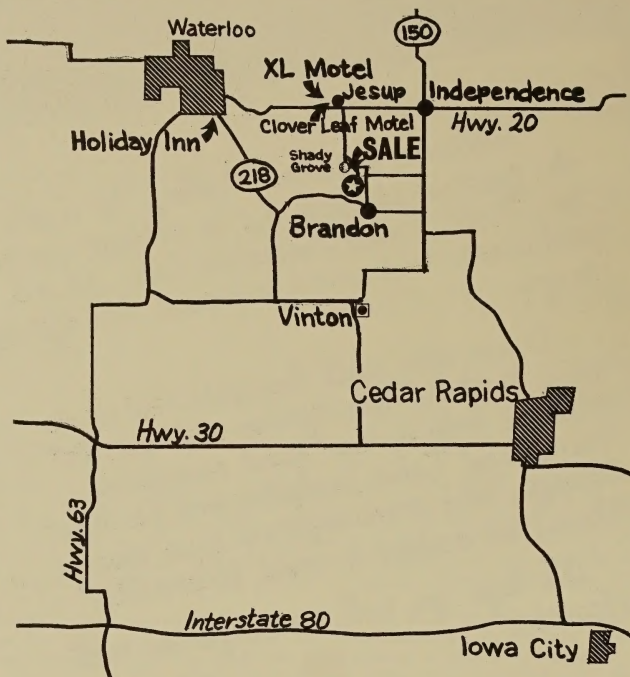 Waterloo
150
XL Motel
Jesup
Independence
Clover Leaf Motel
Hwy. 20
Holiday Inn
Shady
Grove
SALE
218
Brandon
Vinton
Cedar Rapids
Hwy. 30
Hwy. 63
Interstate 80
Iowa City